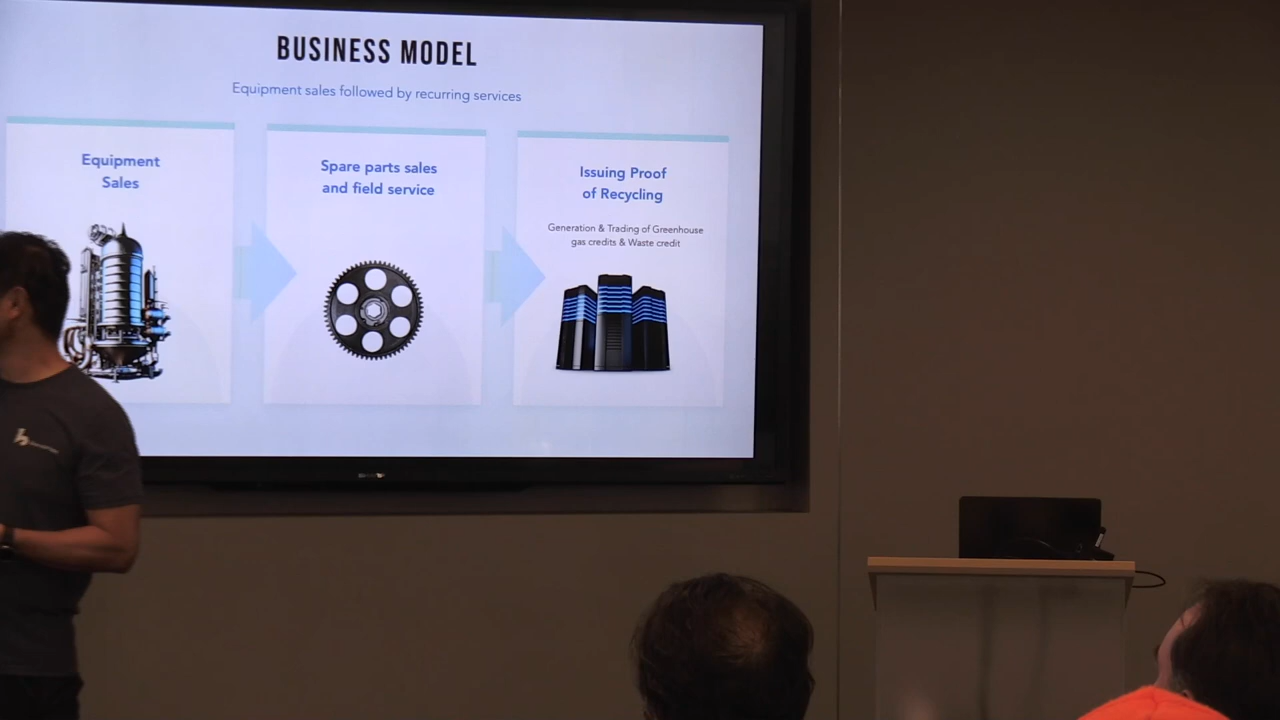 BUSINESS MODEL
Equipment sales followed by recurring services
Equipment
Sales
Spare parts sales
and field service
Issuing Proof
of Recycling
Generation & Trading of Greenhouse
gas credits & Waste credit